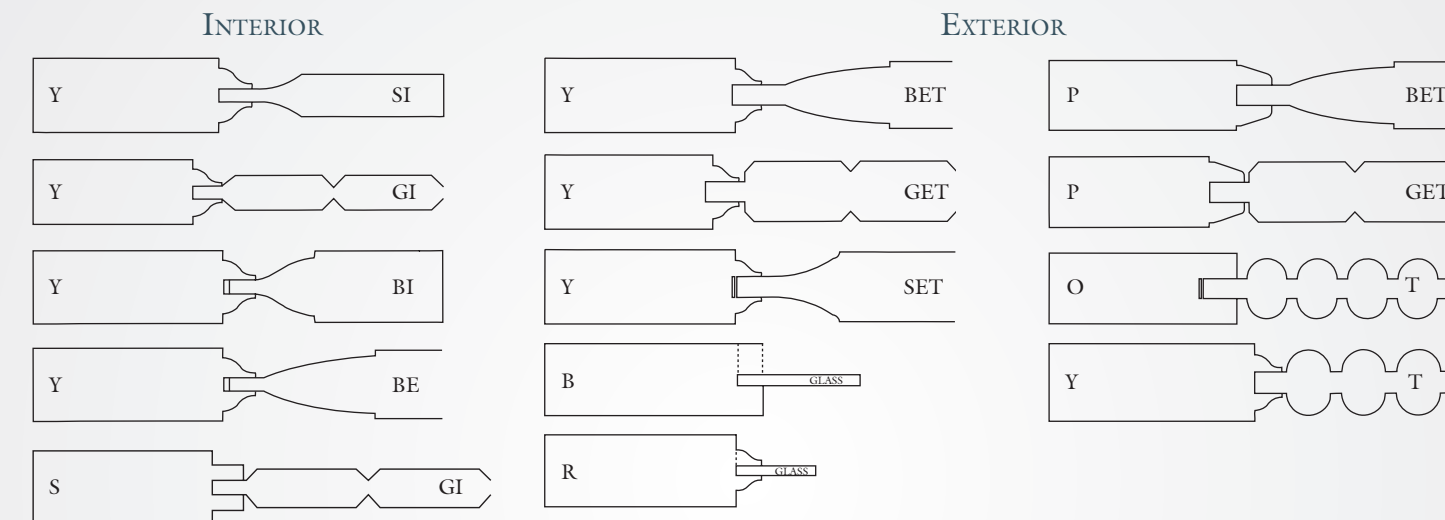 INTERIOR
EXTERIOR
Y SI
Y GI
Y BI
Y BE
S GI
Y BET
Y GET
Y SET
B GLASS
R GLASS
P BET
P GET
O T
Y T